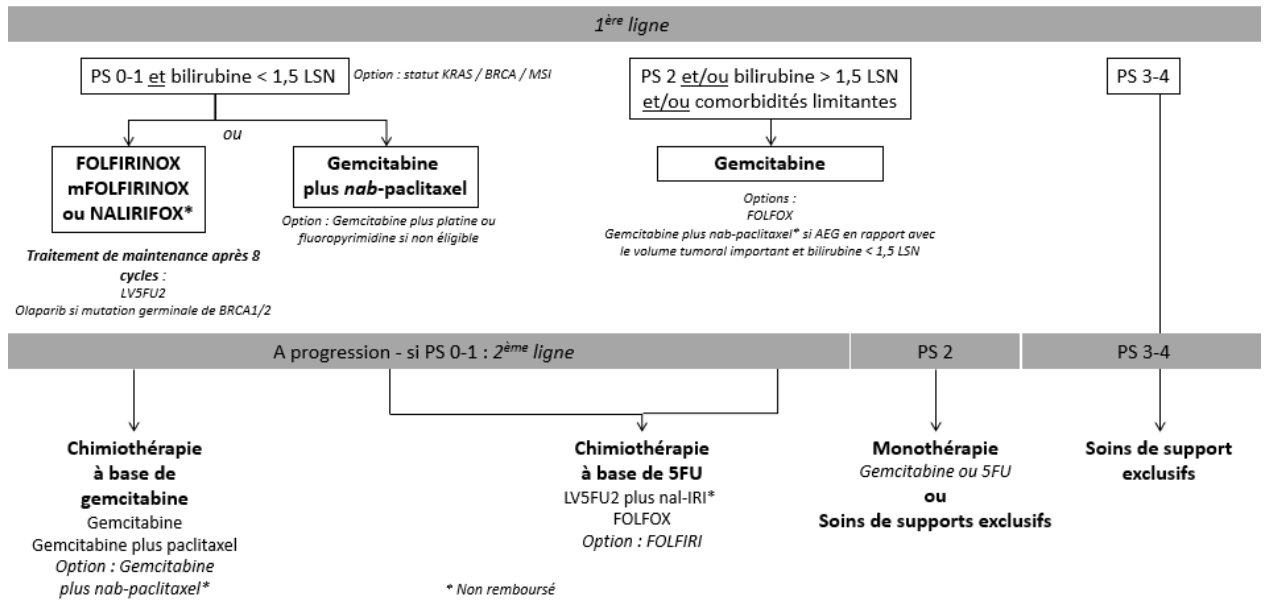 1ère ligne
PS 0-1 et bilirubine < 1,5 LSN
Option : statut KRAS / BRCA / MSI
ou
FOLFIRINOX
mFOLFIRINOX
ou NALIRIFOX*
Traitement de maintenance après 8
cycles :
LV5FU2
Olaparib si mutation germinale de BRCA1/2
Gemcitabine
plus nab-paclitaxel
Option : Gemcitabine plus platine ou
fluoropyrimidine si non éligible
PS 2 et/ou bilirubine > 1,5 LSN
et/ou comorbidités limitantes
Gemcitabine
Options :
FOLFOX
Gemcitabine plus nab-paclitaxel* si AEG en rapport avec
le volume tumoral important et bilirubine < 1,5 LSN
PS 3-4
A progression - si PS 0-1 : 2ème ligne
PS 2
PS 3-4
Chimiothérapie
à base de
gemcitabine
Gemcitabine
Gemcitabine plus paclitaxel
Option : Gemcitabine
plus nab-paclitaxel*
Chimiothérapie
à base de 5FU
LV5FU2 plus nal-IRI*
FOLFOX
Option : FOLFIRI
Monothérapie
Gemcitabine ou 5FU
ou
Soins de supports exclusifs
Soins de support
exclusifs
* Non remboursé